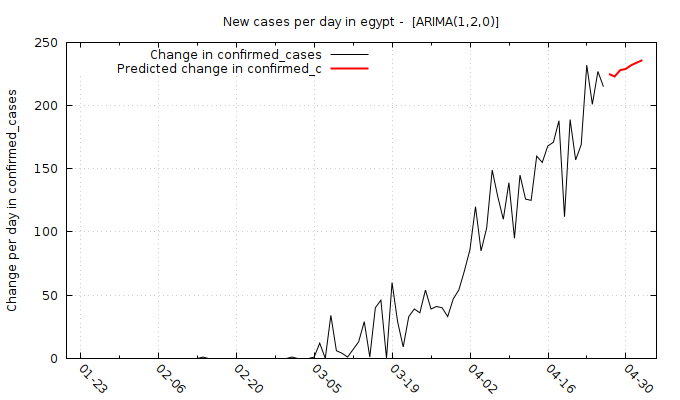 New cases per day in egypt -  [ARIMA(1,2,0)]
Change in confirmed_cases
Predicted change in confirmed_c
Change per day in confirmed_cases
250
200
150
100
50
0
01-23 02-06 02-20 03-05 03-19 04-02 04-16 04-30